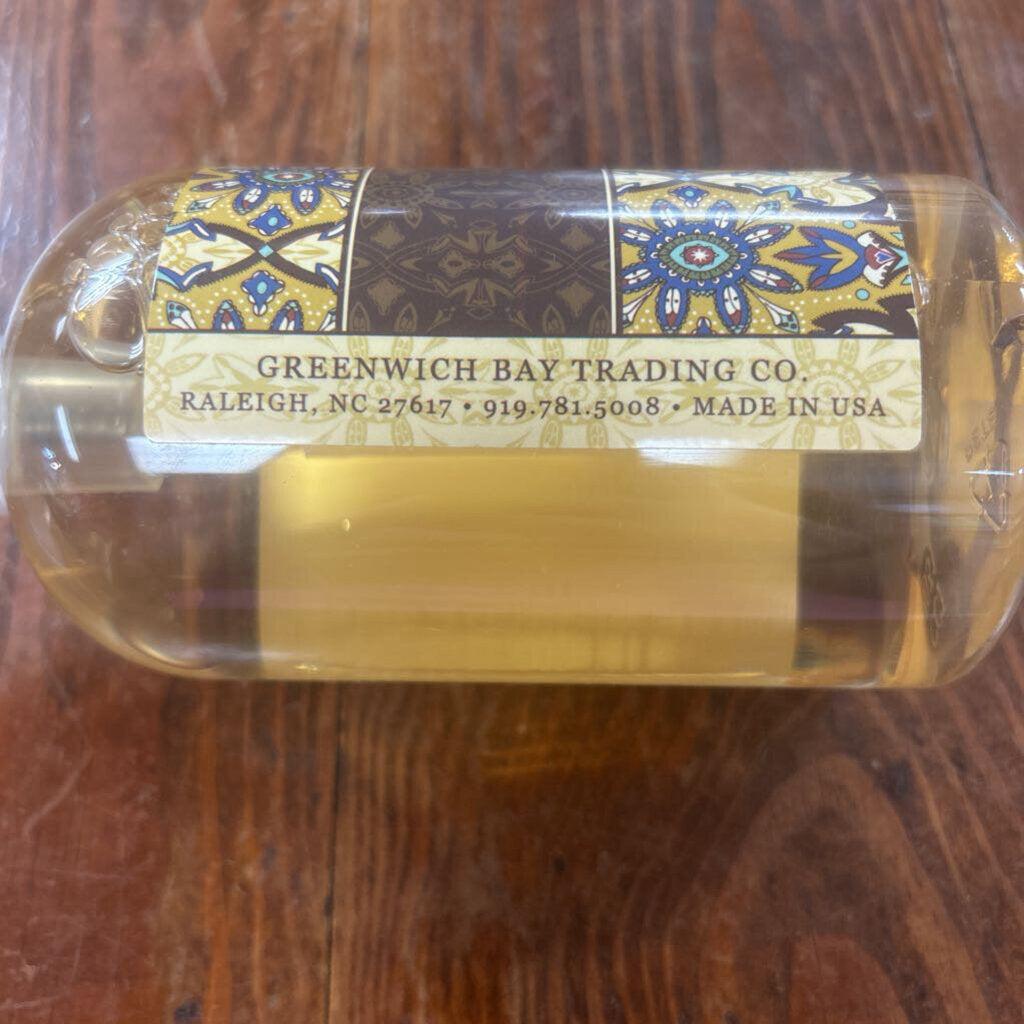 GREENWICH BAY TRADING CO.
RALEIGH, NC 27617 • 919.781.5008 • MADE IN USA